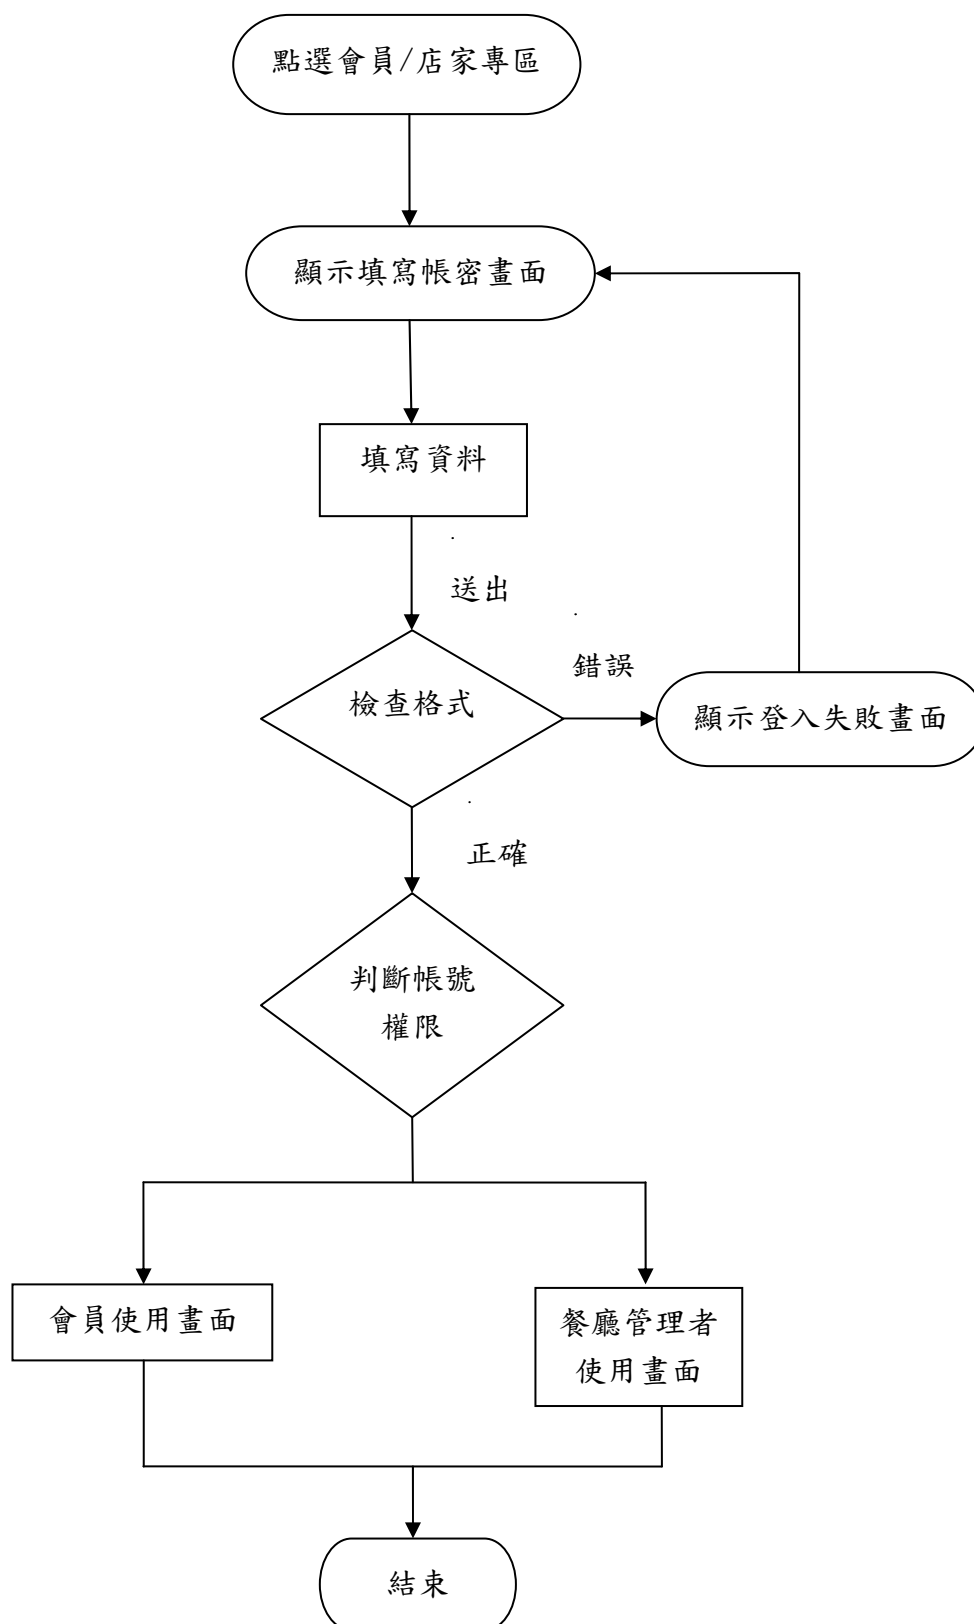 點選會員/店家專區
顯示填寫帳密畫面
填寫資料
送出
錯誤
檢查格式
顯示登入失敗畫面
正確
判斷帳號
權限
會員使用畫面
餐廳管理者
使用畫面
結束